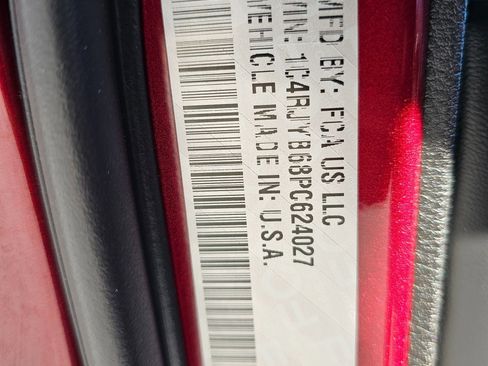 MFD BY: FCA US LLC
VIN: 1C4RJYB68PC624027
VEHICLE MADE IN: U.S.A.